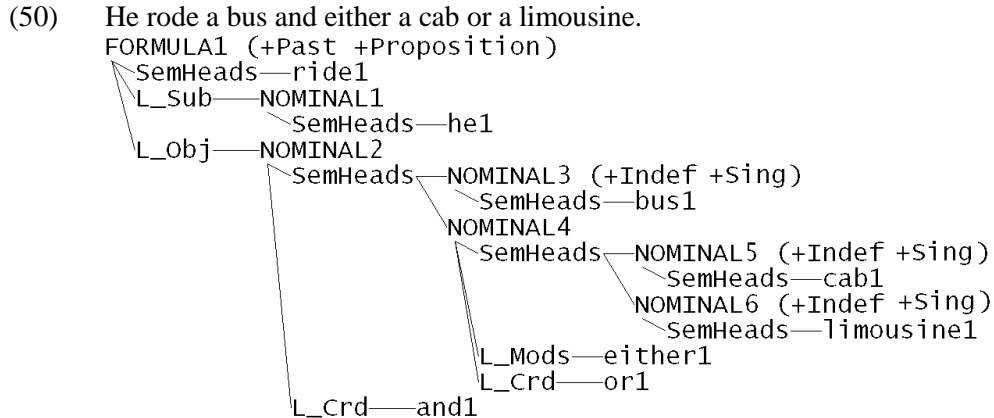 (50) He rode a bus and either a cab or a limousine.
FORMULA1 (+Past +Proposition)
SemHeads—ride1
L_Sub—NOMINAL1
SemHeads—he1
L_Obj—NOMINAL2
SemHeads—NOMINAL3 (+Indef +Sing)
SemHeads—bus1
NOMINAL4
SemHeads—NOMINAL5 (+Indef +Sing)
SemHeads—cab1
NOMINAL6 (+Indef +Sing)
SemHeads—limousine1
L_Mods—either1
L_Crd—or1
L_Crd—and1